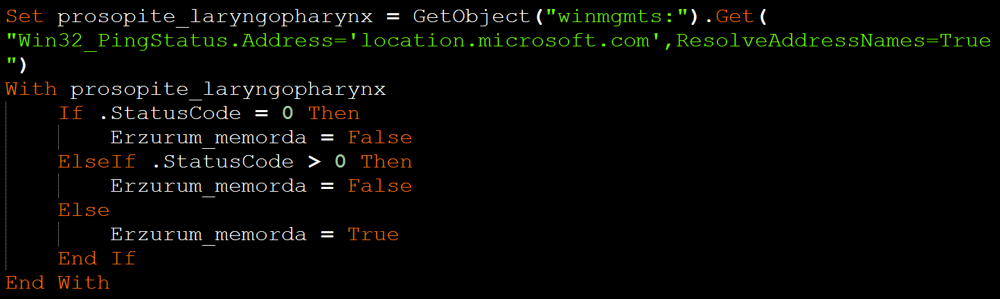 Set prosopite_laryngopharynx = GetObject("winmgmts:").Get(
"Win32_PingStatus.Address='location.microsoft.com',ResolveAddressNames=True
")
With prosopite_laryngopharynx
    If .StatusCode = 0 Then
        Erzurum_memorda = False
    ElseIf .StatusCode > 0 Then
        Erzurum_memorda = False
    Else
        Erzurum_memorda = True
    End If
End With